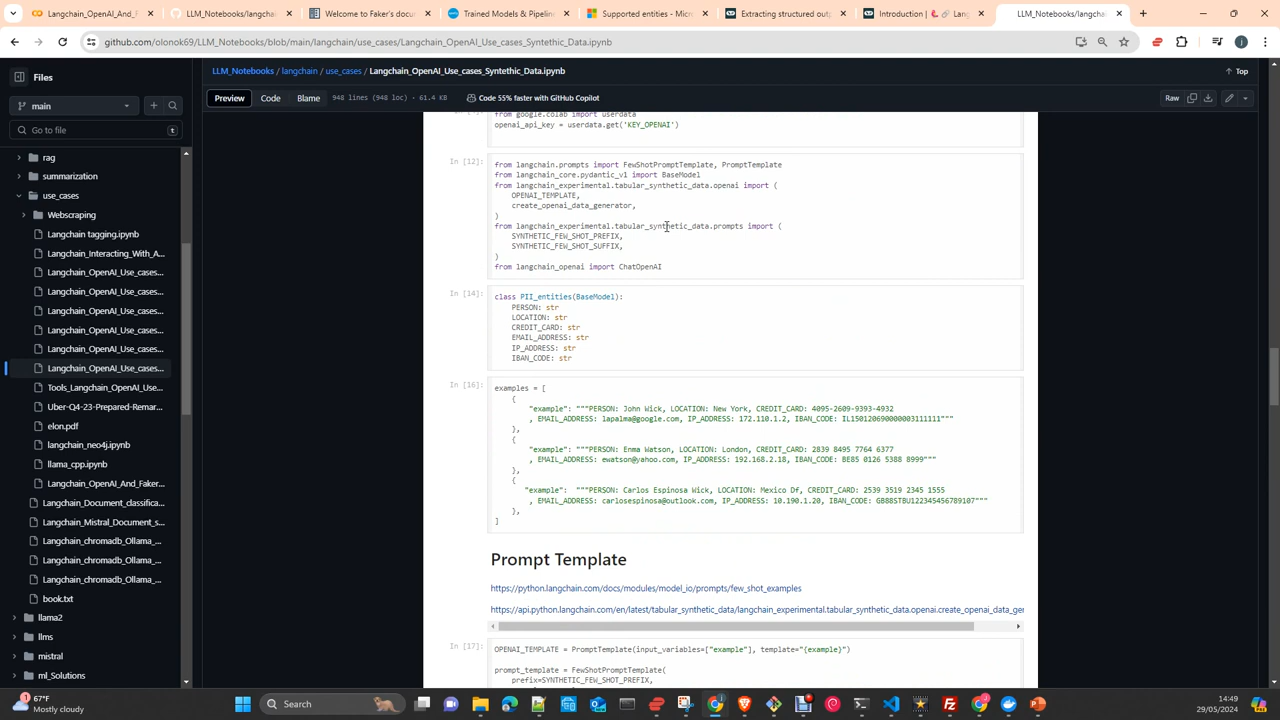 Langchain_OpenAI_And_F
LLM_Notebooks/langchai
Welcome to Faker's docum
Trained Models & Pipeline
Supported entities - Micro
Extracting structured outp
Introduction | 🦜️🔗 Lang
LLM_Notebooks/langchai
github.com/olonok69/LLM_Notebooks/blob/main/langchain/use_cases/Langchain_OpenAI_Use_cases_Syntethic_Data.ipynb
Files
LLM_Notebooks / langchain / use_cases / Langchain_OpenAI_Use_cases_Syntethic_Data.ipynb
Top
main
Preview
Code
Blame
948 lines (948 loc) · 61.4 KB
Code 55% faster with GitHub Copilot
Raw
Go to file
t
rag
summarization
use_cases
Webscraping
Langchain tagging.ipynb
Langchain_Interacting_With_A...
Langchain_OpenAI_Use_cases...
Langchain_OpenAI_Use_cases...
Langchain_OpenAI_Use_cases...
Langchain_OpenAI_Use_cases...
Langchain_OpenAI_Use_cases...
Langchain_OpenAI_Use_cases...
Tools_Langchain_OpenAI_Use...
Uber-Q4-23-Prepared-Remar...
elon.pdf
langchain_neo4j.ipynb
llama_cpp.ipynb
Langchain_OpenAI_And_Faker...
Langchain_Document_classifica...
Langchain_Mistral_Document_s...
Langchain_chromadb_Ollama_...
Langchain_chromadb_Ollama_...
Langchain_chromadb_Ollama_...
book.txt
llama2
llms
mistral
ml_Solutions
from google.colab import userdata
openai_api_key = userdata.get('KEY_OPENAI')
In [12]:
from langchain.prompts import FewShotPromptTemplate, PromptTemplate
from langchain_core.pydantic_v1 import BaseModel
from langchain_experimental.tabular_synthetic_data.openai import (
OPENAI_TEMPLATE,
create_openai_data_generator,
)
from langchain_experimental.tabular_synthetic_data.prompts import (
SYNTHETIC_FEW_SHOT_PREFIX,
SYNTHETIC_FEW_SHOT_SUFFIX,
)
from langchain_openai import ChatOpenAI
In [14]:
class PII_entities(BaseModel):
PERSON: str
LOCATION: str
CREDIT_CARD: str
EMAIL_ADDRESS: str
IP_ADDRESS: str
IBAN_CODE: str
In [16]:
examples = [
{
"example": """PERSON: John Wick, LOCATION: New York, CREDIT_CARD: 4095-2609-9393-4932
, EMAIL_ADDRESS: lapalma@google.com, IP_ADDRESS: 172.110.1.2, IBAN_CODE: IL150120690000003111111"""
},
{
"example": """PERSON: Enma Watson, LOCATION: London, CREDIT_CARD: 2839 8495 7764 6377
, EMAIL_ADDRESS: ewatson@yahoo.com, IP_ADDRESS: 192.168.2.18, IBAN_CODE: BE85 0126 5388 8999"""
},
{
"example": """PERSON: Carlos Espinosa Wick, LOCATION: Mexico Df, CREDIT_CARD: 2539 3519 2345 1555
, EMAIL_ADDRESS: carlosespinosa@outlook.com, IP_ADDRESS: 10.190.1.20, IBAN_CODE: GB88STBU122345456789107"""
},
]
Prompt Template
https://python.langchain.com/docs/modules/model_io/prompts/few_shot_examples
https://api.python.langchain.com/en/latest/tabular_synthetic_data/langchain_experimental.tabular_synthetic_data.openai.create_openai_data_ger
In [17]:
OPENAI_TEMPLATE = PromptTemplate(input_variables=["example"], template="{example}")
prompt_template = FewShotPromptTemplate(
prefix=SYNTHETIC_FEW_SHOT_PREFIX,
67°F
Mostly cloudy
Search
14:49
29/05/2024